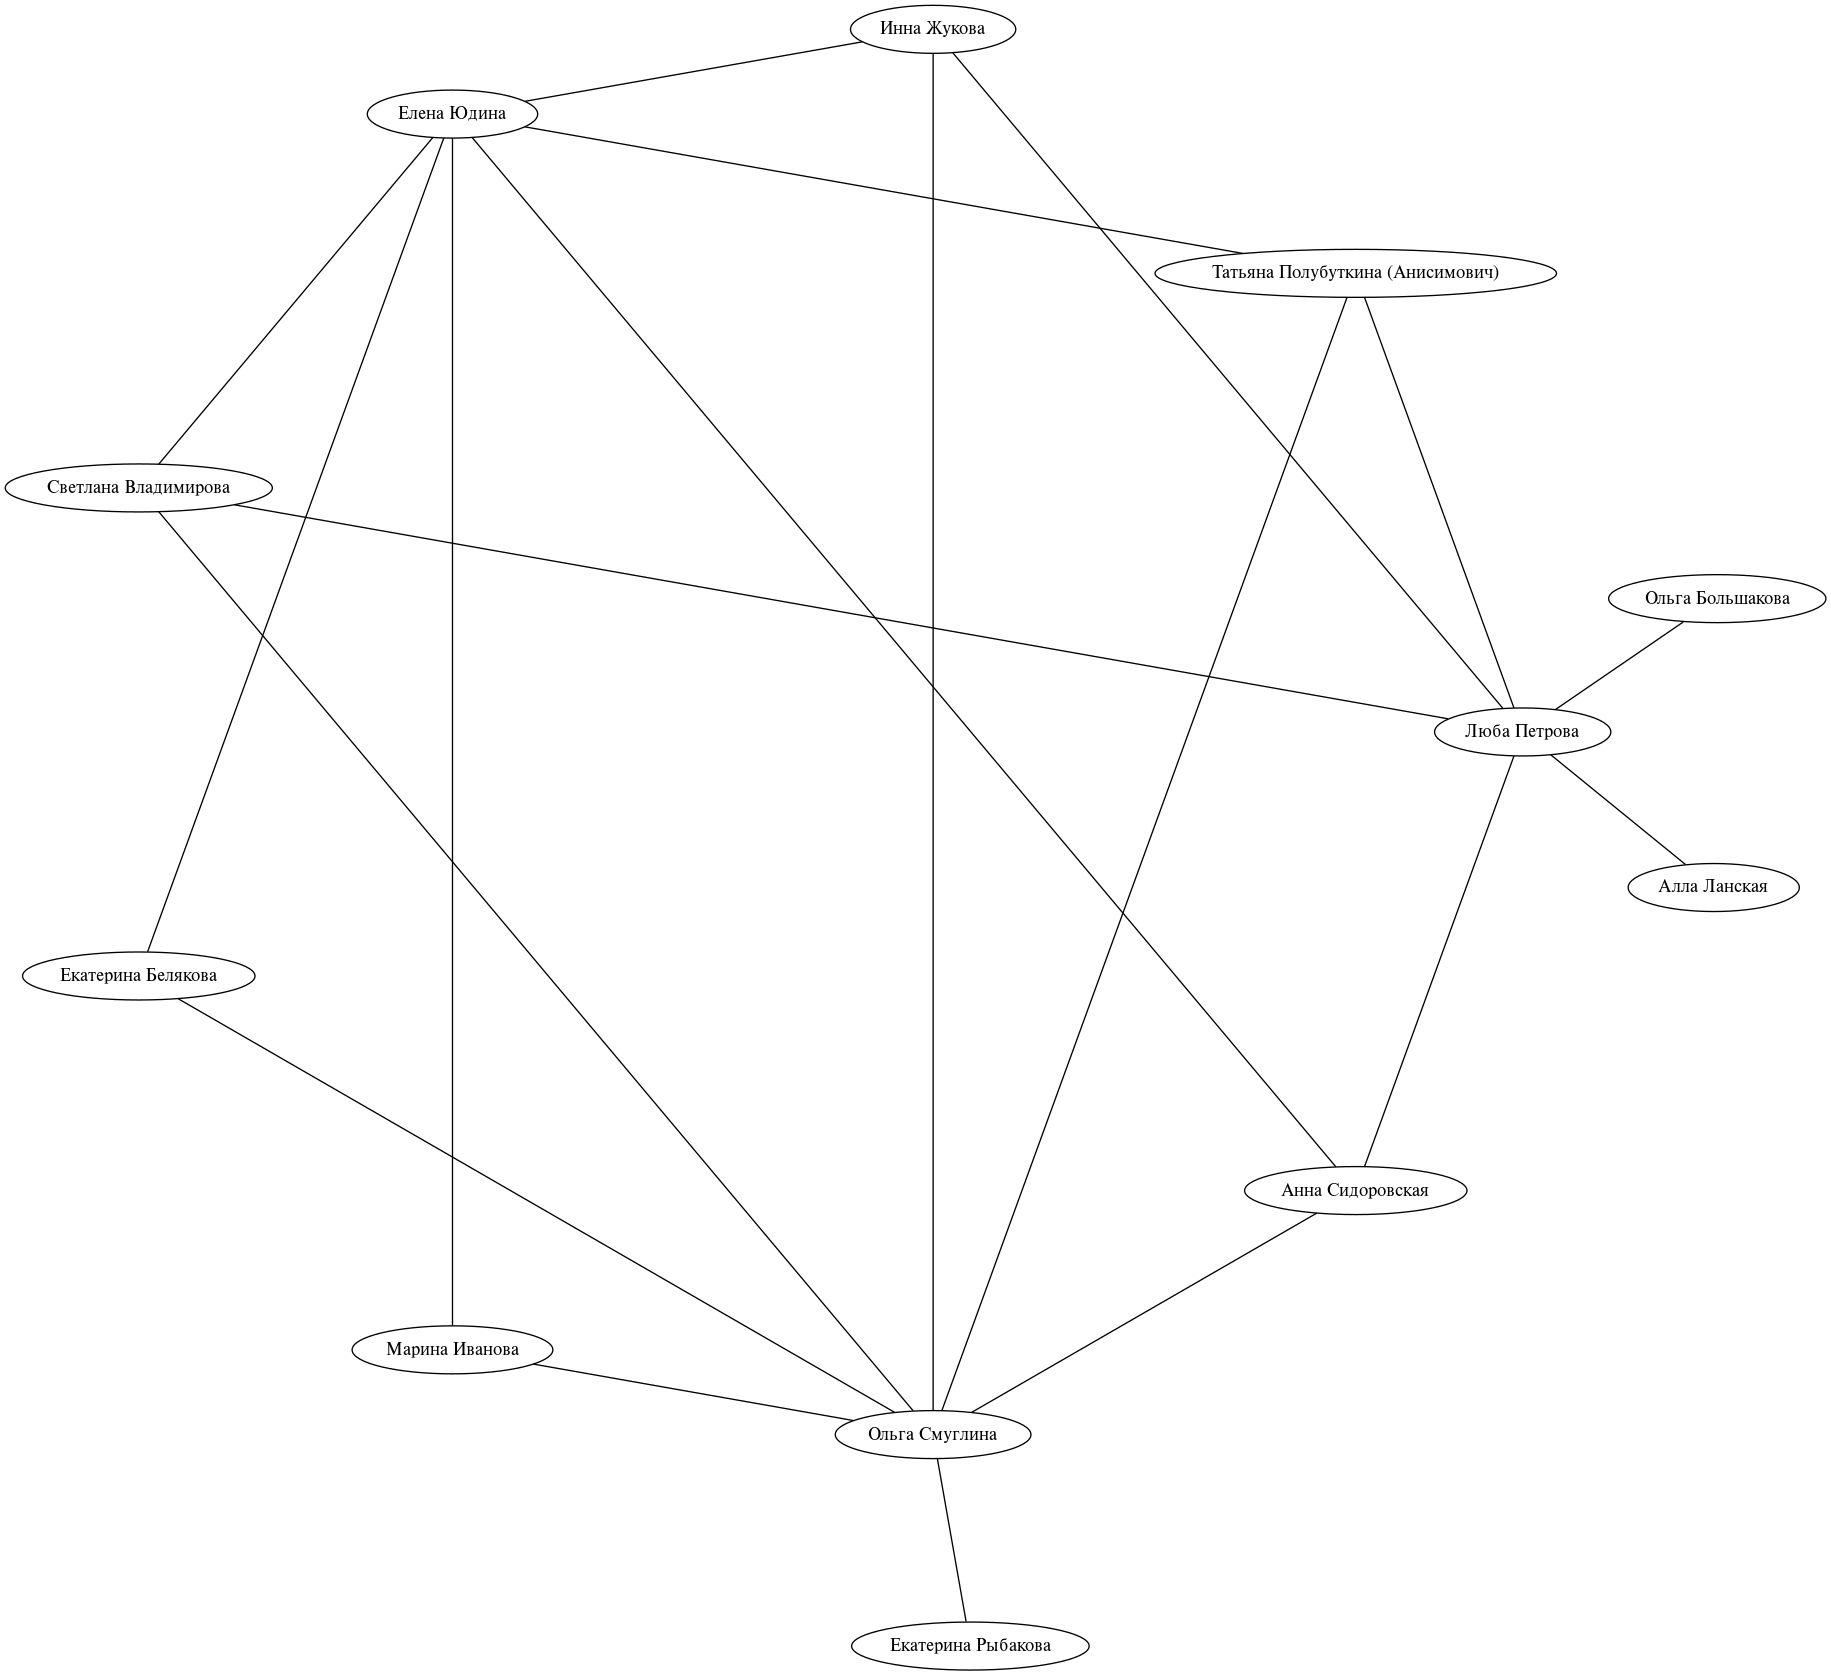 Инна Жукова
Елена Юдина
Татьяна Полубуткина (Анисимович)
Светлана Владимирова
Ольга Большакова
Люба Петрова
Алла Ланская
Екатерина Белякова
Анна Сидоровская
Марина Иванова
Ольга Смуглина
Екатерина Рыбакова